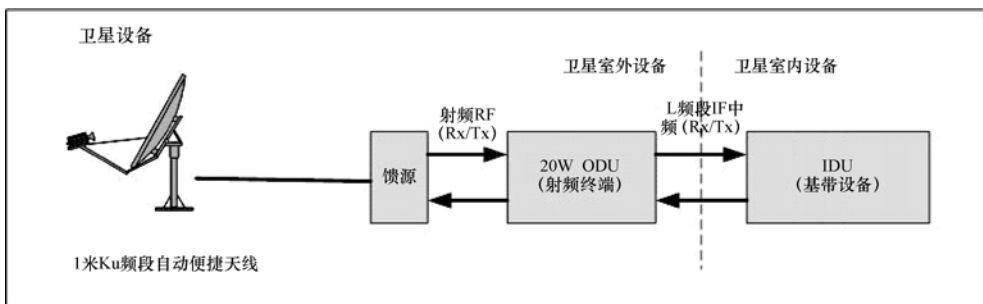 卫星设备
卫星室外设备
卫星室内设备
射频RF
(Rx/Tx)
L频段IF中
频 (Rx/Tx)
馈源
20W ODU
(射频终端)
IDU
(基带设备)
1米Ku频段自动便捷天线